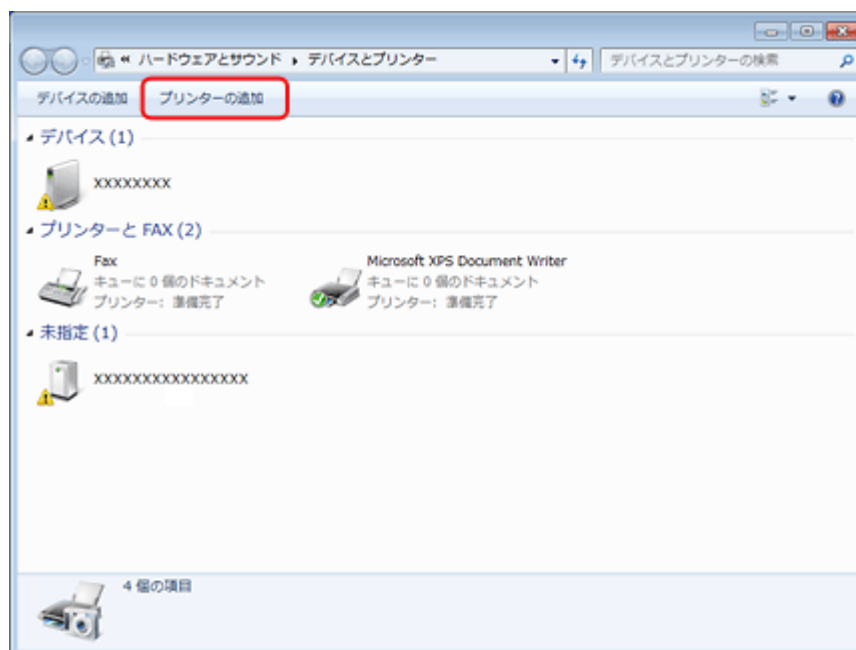 « ハードウェアとサウンド ▸ デバイスとプリンター デバイスとプリンターの検索
デバイスの追加 プリンターの追加
デバイス (1)
xxxxxxxx
プリンターと FAX (2)
Fax
キューに 0 個のドキュメント
プリンター: 準備完了
Microsoft XPS Document Writer
キューに 0 個のドキュメント
プリンター: 準備完了
未指定 (1)
xxxxxxxxxxxxxxxx
4 個の項目